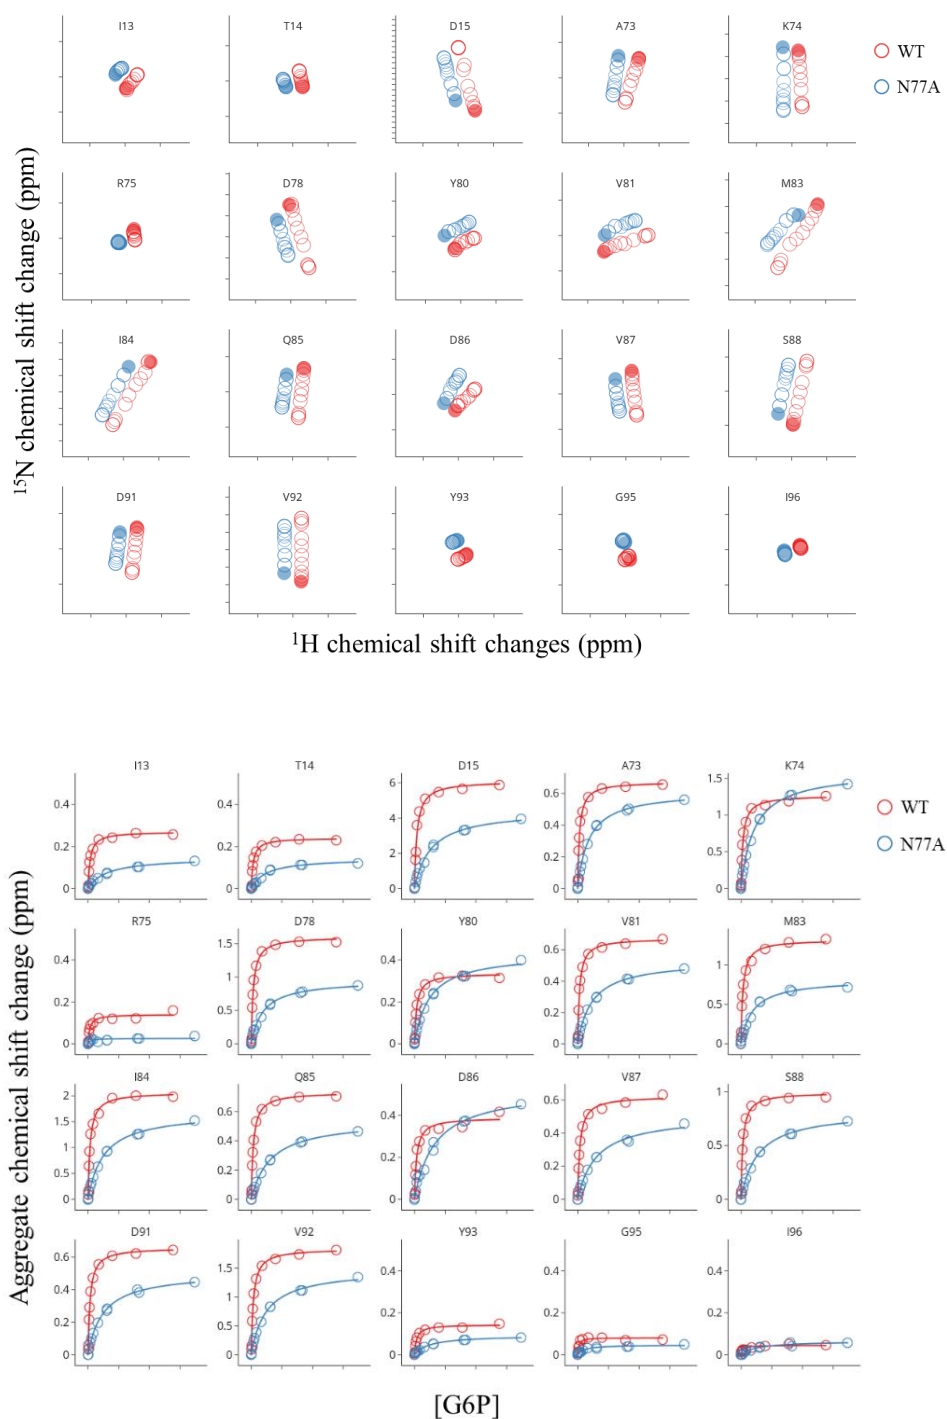 I13 T14 D15 A73 K74
WT
N77A
R75 D78 Y80 V81 M83
I84 Q85 D86 V87 S88
D91 V92 Y93 G95 I96
15N chemical shift change (ppm)
1H chemical shift changes (ppm)
I13 T14 D15 A73 K74
0.4 0.2 0
0.4 0.2 0
6 4 2 0
0.6 0.4 0.2 0
1.5 1 0.5 0
WT
N77A
R75 D78 Y80 V81 M83
0.4 0.2 0
1.5 1 0.5 0
0.4 0.2 0
0.6 0.4 0.2 0
1 0.5 0
I84 Q85 D86 V87 S88
2 1.5 1 0.5 0
0.6 0.4 0.2 0
0.4 0.2 0
0.6 0.4 0.2 0
1 0.5 0
D91 V92 Y93 G95 I96
0.6 0.4 0.2 0
1.5 1 0.5 0
0.4 0.2 0
0.4 0.2 0
0.4 0.2 0
Aggregate chemical shift change (ppm)
[G6P]